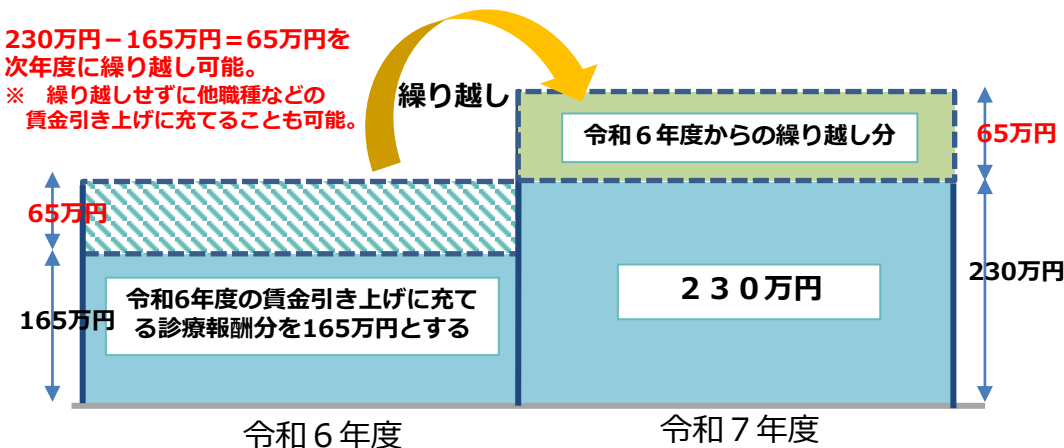 230万円－165万円＝65万円を
次年度に繰り越し可能。
※　繰り越しせずに他職種などの
賃金引き上げに充てることも可能。
繰り越し
令和６年度からの繰り越し分
65万円
65万円
230万円
２３０万円
令和6年度の賃金引き上げに充て
る診療報酬分を165万円とする
165万円
令和６年度
令和７年度